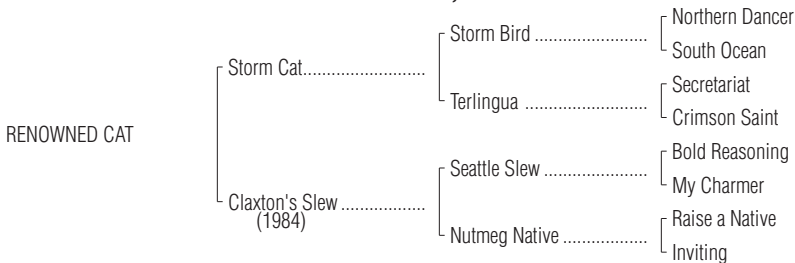 Northern Dancer
Storm Bird ........................
South Ocean
Storm Cat..........................
Secretariat
Terlingua ..........................
Crimson Saint
RENOWNED CAT
Bold Reasoning
Seattle Slew .......................
My Charmer
Claxton's Slew ..................
(1984)
Raise a Native
Nutmeg Native ..................
Inviting